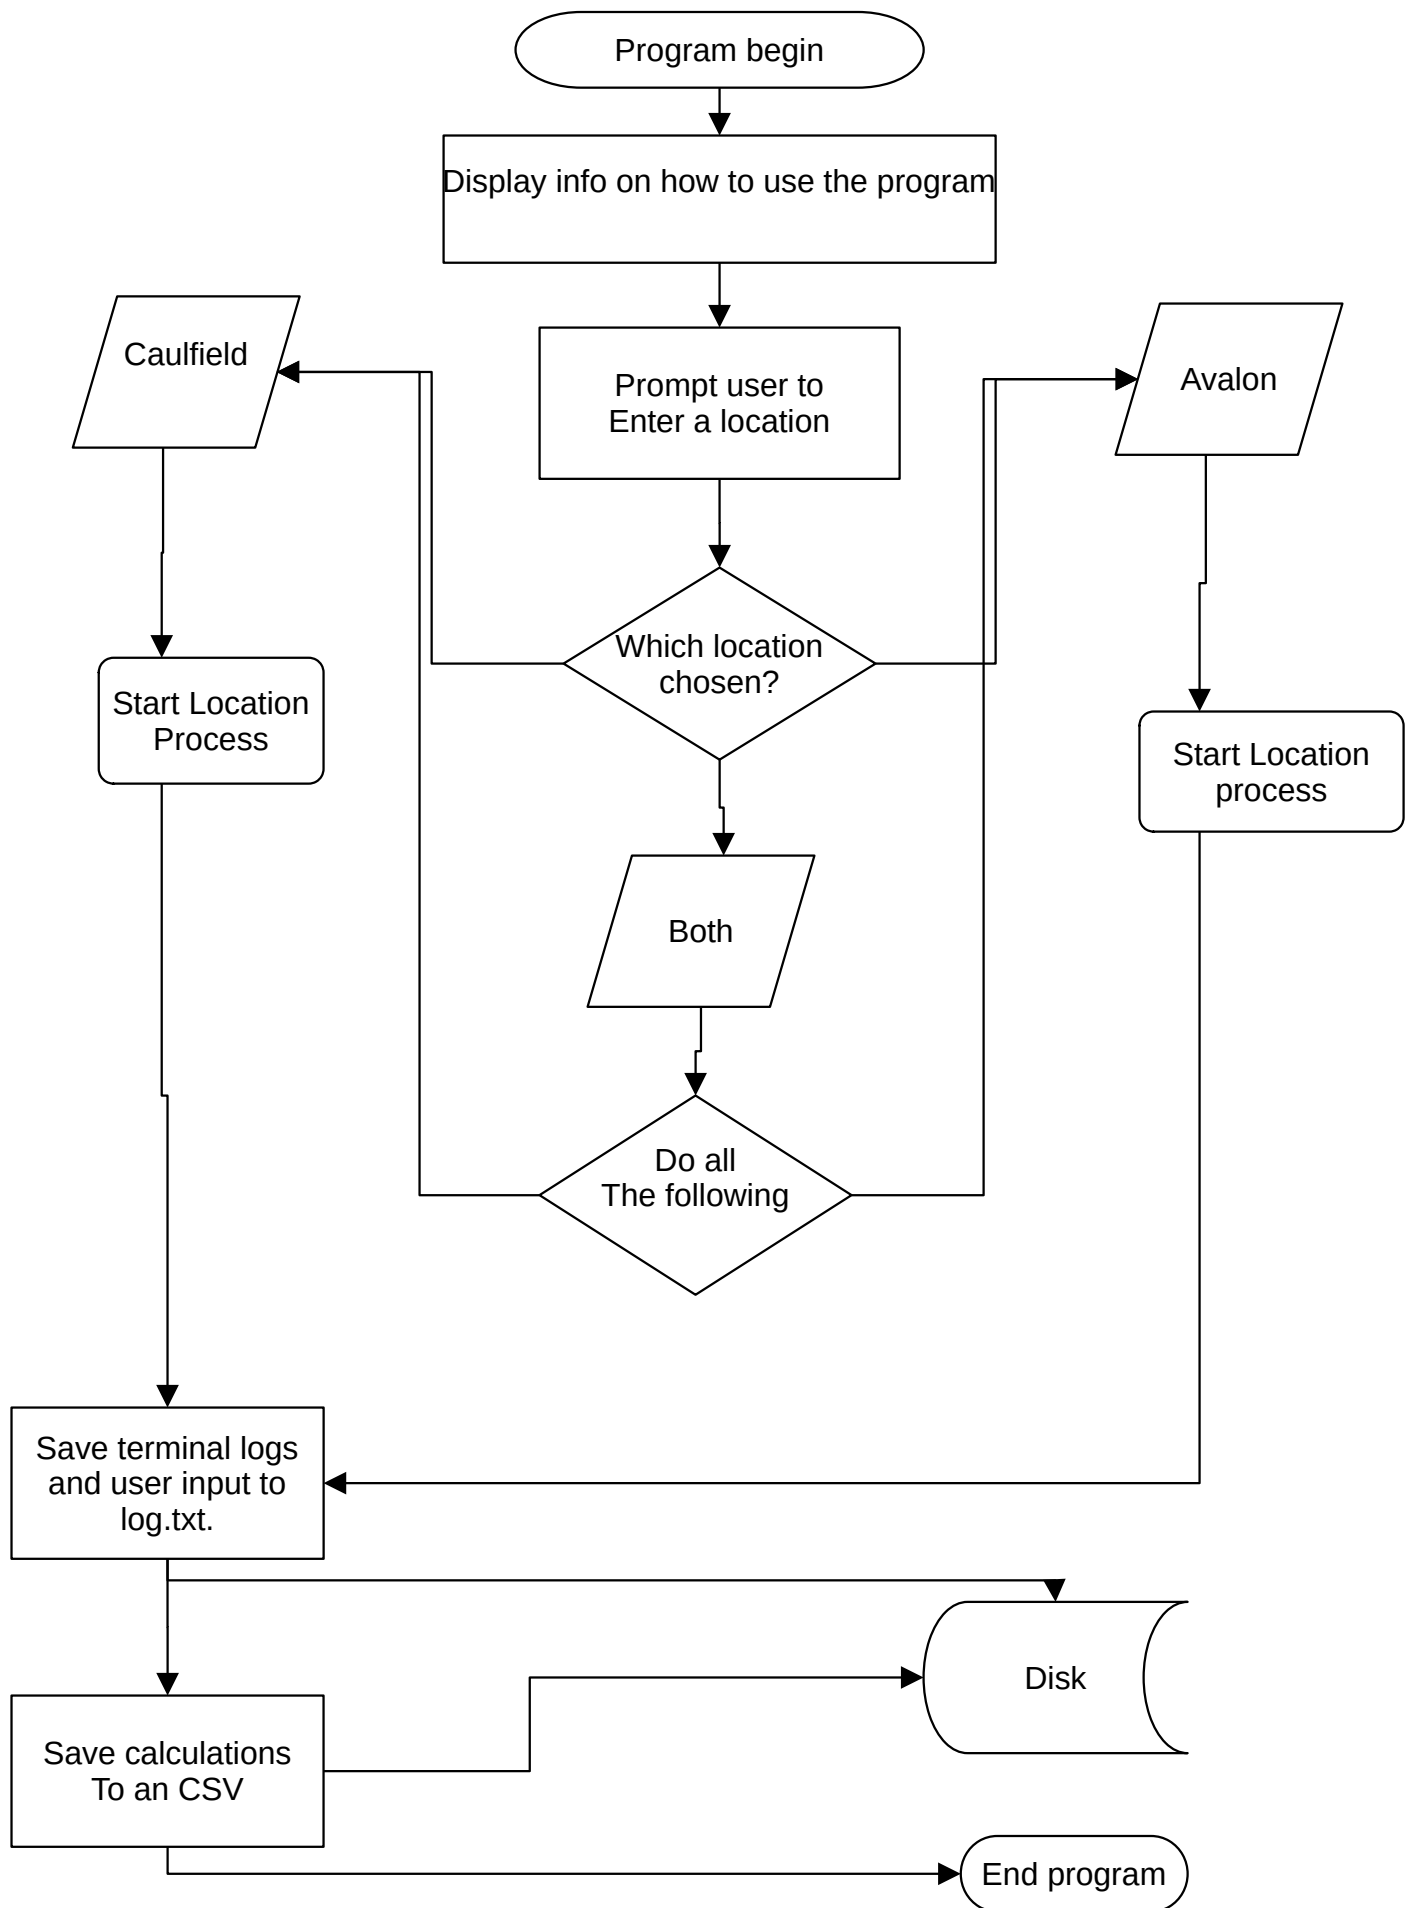 Program begin
Display info on how to use the program
Caulfield
Prompt user to
Enter a location
Avalon
Which location
chosen?
Start Location
Process
Start Location
process
Both
Do all
The following
Save terminal logs
and user input to
log.txt.
Disk
Save calculations
To an CSV
End program